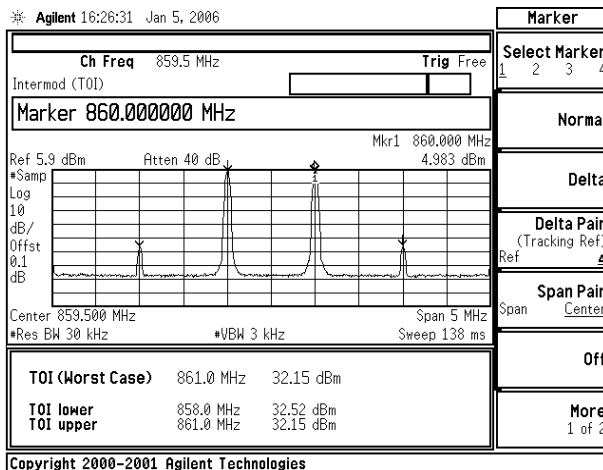 Agilent 16:26:31 Jan 5, 2006
Marker
Ch Freq 859.5 MHz Trig Free
Intermod (TOI)
Marker 860.000000 MHz
Mkr1 860.000 MHz
Ref 5.9 dBm Atten 40 dB 4.983 dBm
#Samp
Log
10
dB/
Offst
0.1
dB
1
Center 859.500 MHz Span 5 MHz
#Res BW 30 kHz #VBW 3 kHz Sweep 138 ms
TOI (Worst Case) 861.0 MHz 32.15 dBm
TOI lower 858.0 MHz 32.52 dBm
TOI upper 861.0 MHz 32.15 dBm
Copyright 2000-2001 Agilent Technologies
Select Marker
1 2 3 4
Norma
Delta
Delta Pair
(Tracking Ref)
Ref
Span Pair
Span Center
Off
More
1 of 2